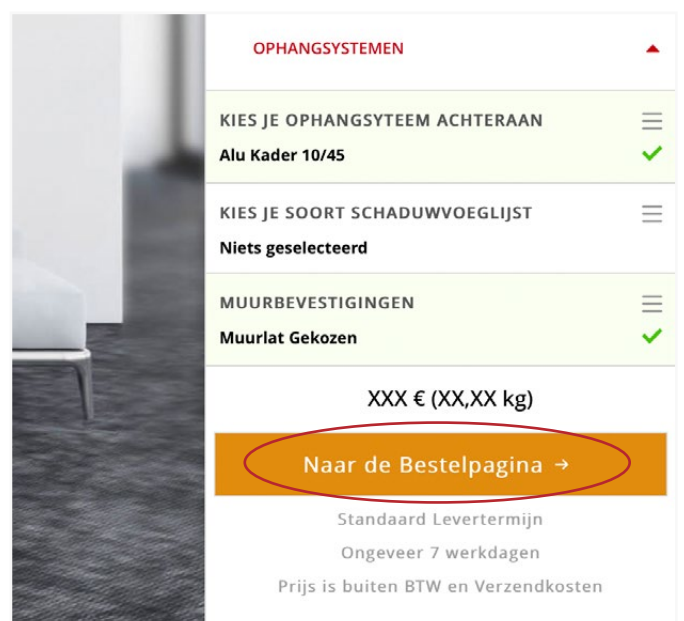 OPHANGSYSTEMEN
KIES JE OPHANGSYTEEM ACHTERAAN
Alu Kader 10/45
KIES JE SOORT SCHADUWVOEGLIJST
Niets geselecteerd
MUURBEVESTIGINGEN
Muurlat Gekozen
XXX € (XX,XX kg)
Naar de Bestelpagina →
Standaard Levertermijn
Ongeveer 7 werkdagen
Prijs is buiten BTW en Verzendkosten